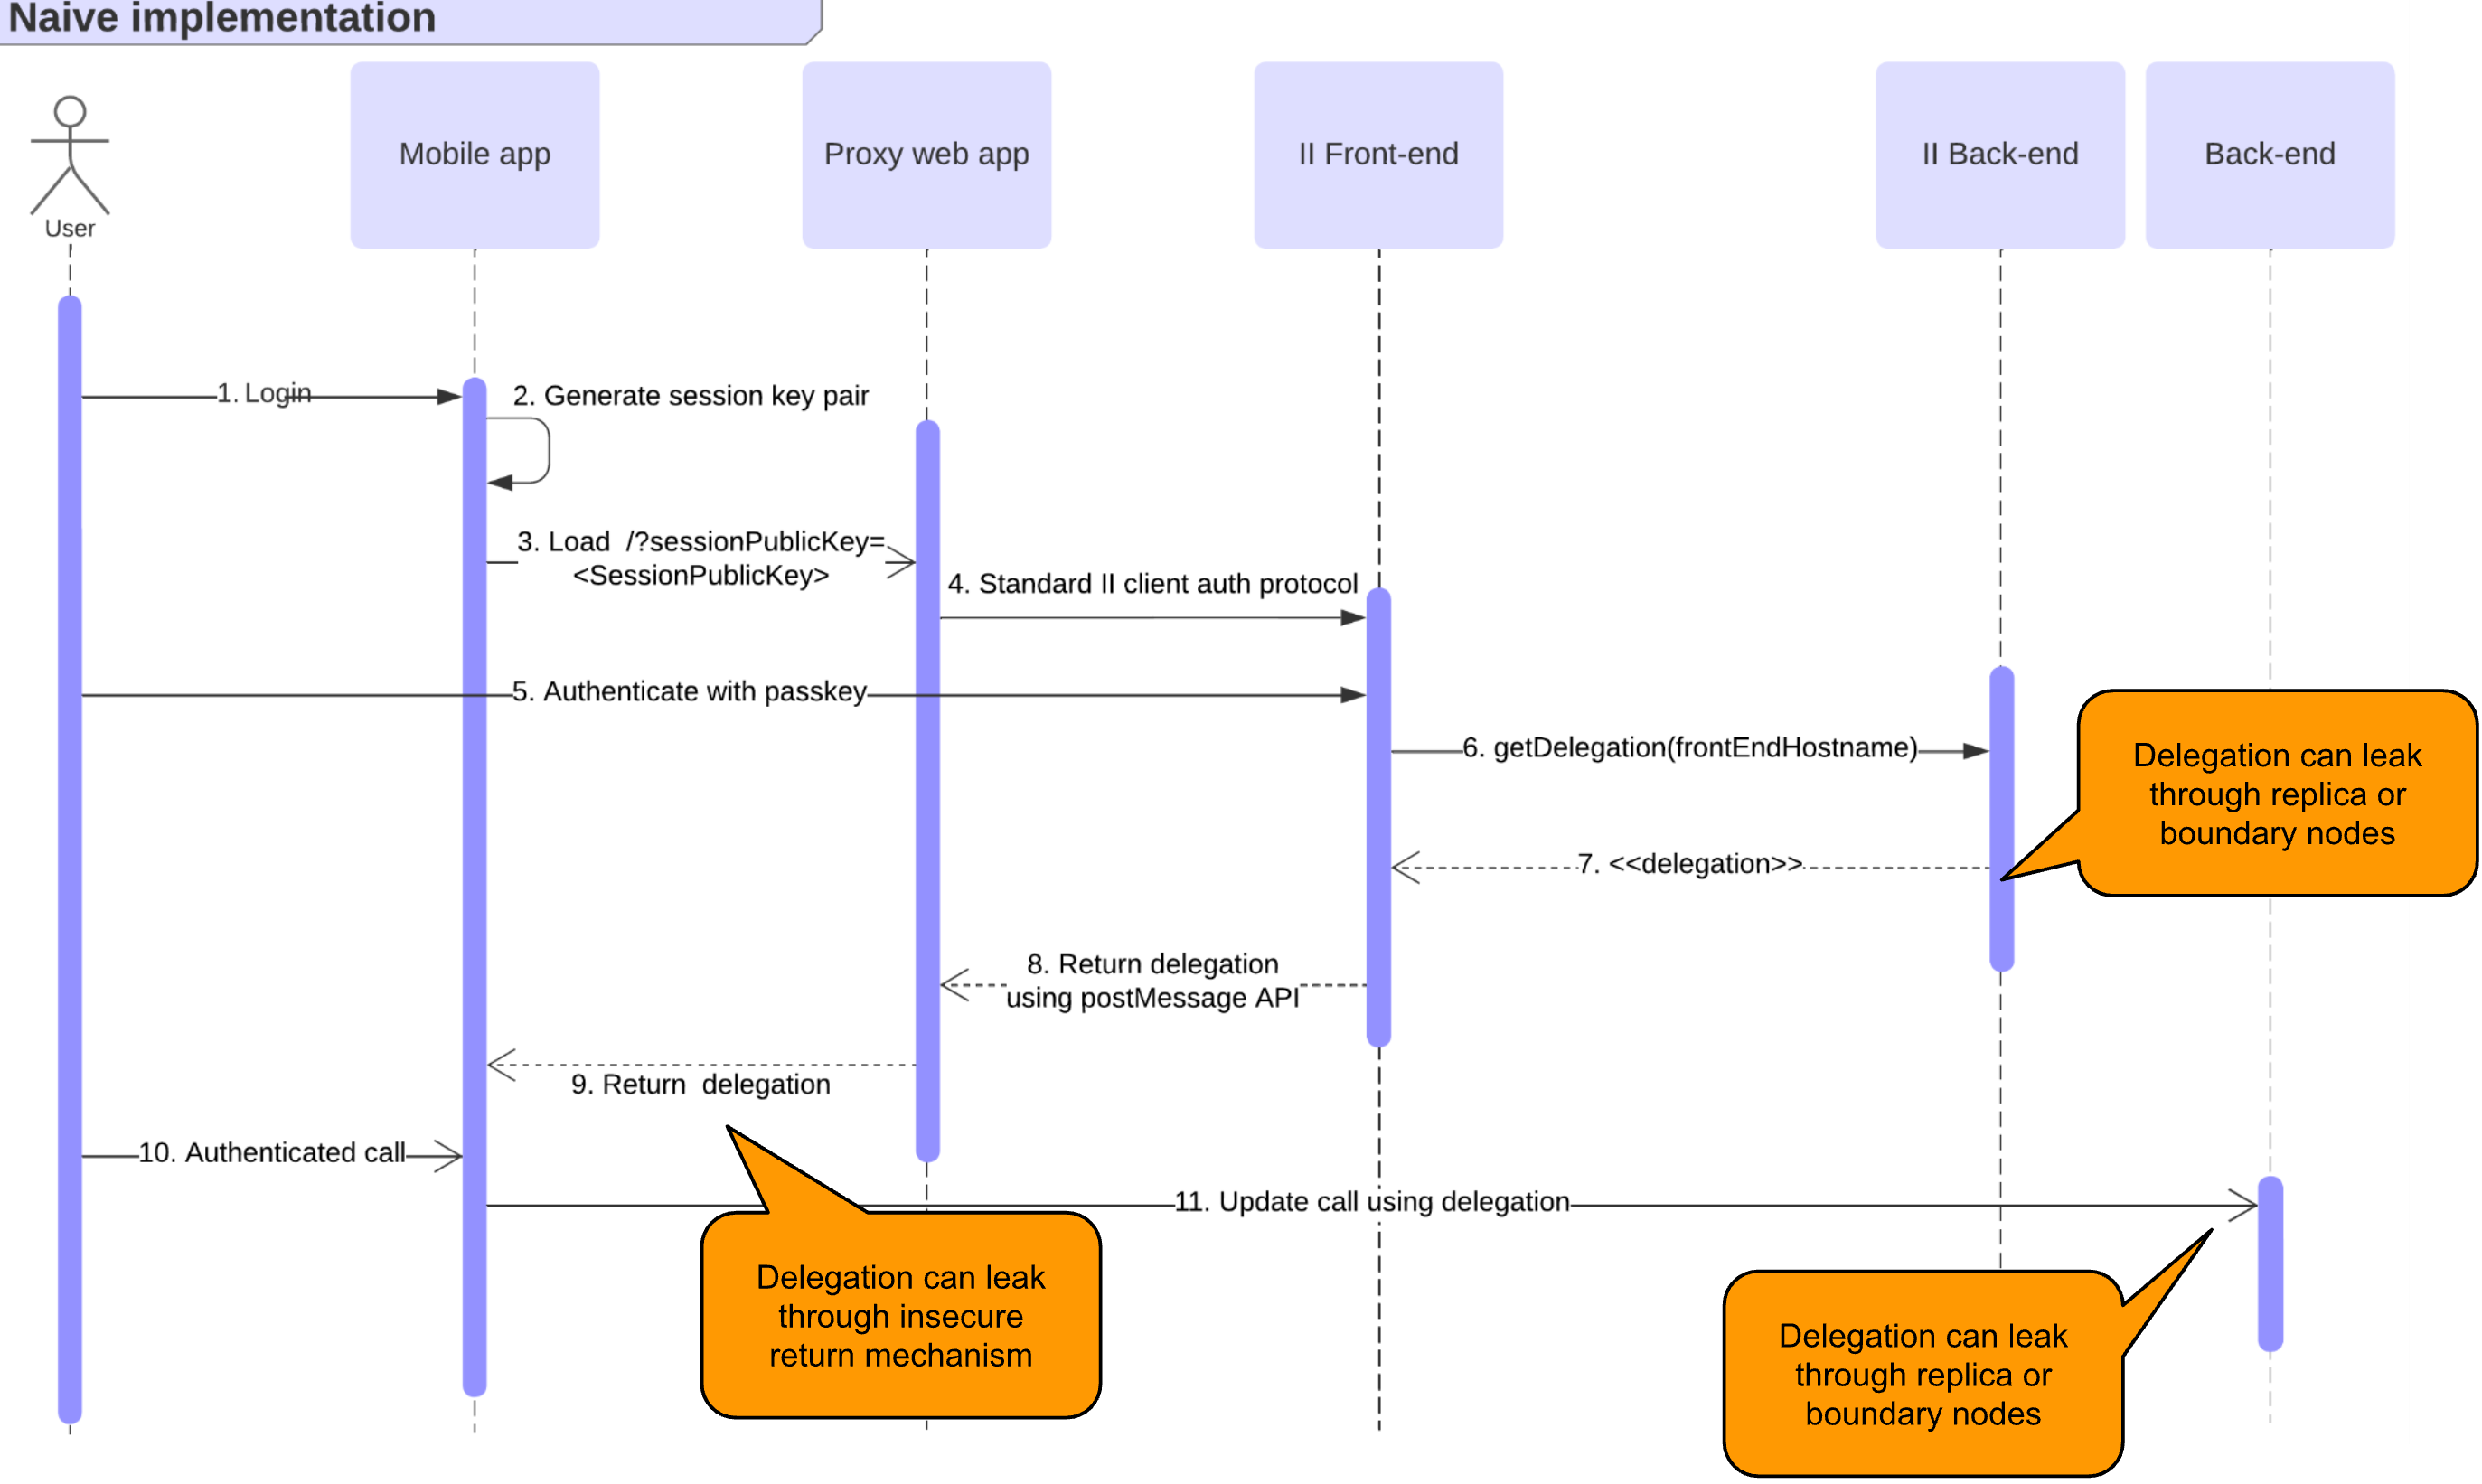 Naive implementation
User
Mobile app
Proxy web app
II Front-end
II Back-end
Back-end
1. Login
2. Generate session key pair
3. Load  /?sessionPublicKey=
<SessionPublicKey>
4. Standard II client auth protocol
5. Authenticate with passkey
6. getDelegation(frontEndHostname)
Delegation can leak
through replica or
boundary nodes
7. <<delegation>>
8. Return delegation
using postMessage API
9. Return  delegation
10. Authenticated call
11. Update call using delegation
Delegation can leak
through insecure
return mechanism
Delegation can leak
through replica or
boundary nodes